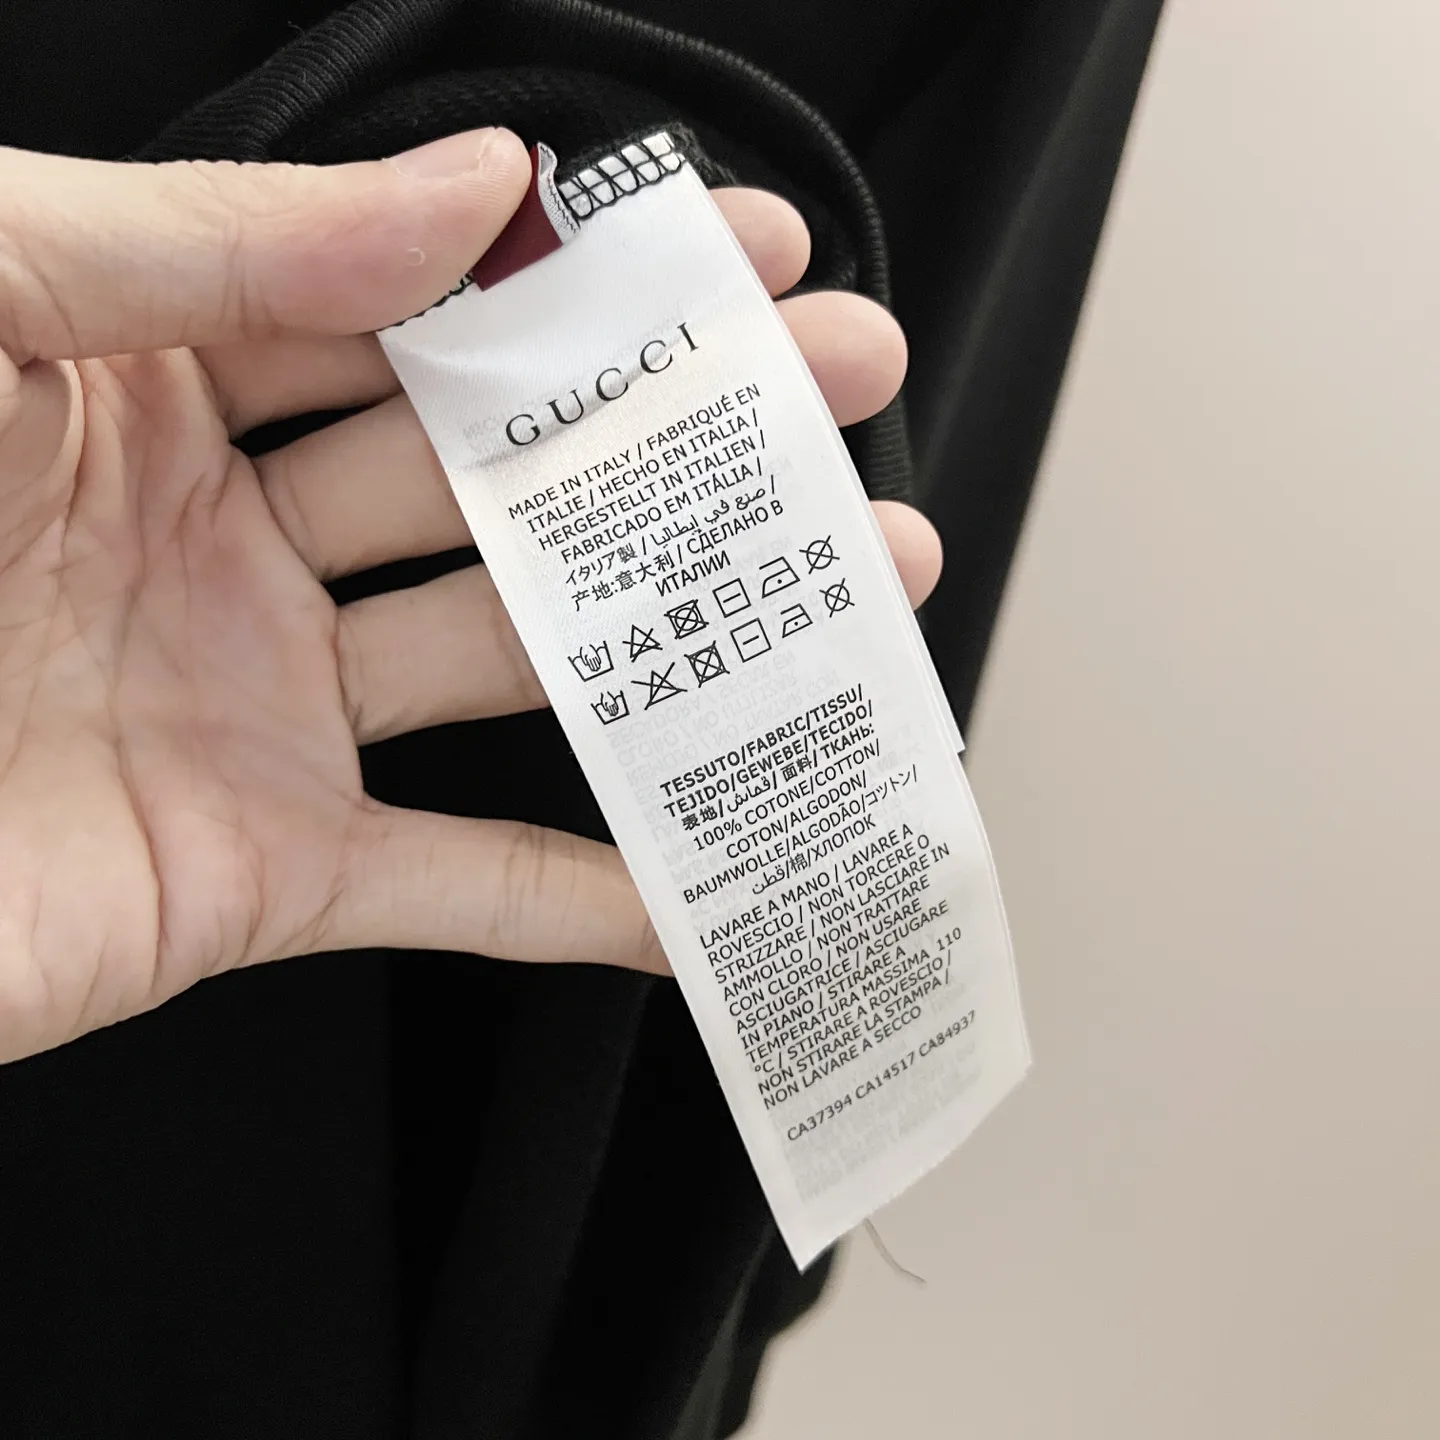 GUCCI
MADE IN ITALY / FABRIQUÉ EN
ITALIE / HECHO EN ITALIA /
HERGESTELLT IN ITALIEN /
FABRICADO EM ITÁLIA /
صنع في إيطاليا /
イタリア製 /
产地:意大利 / СДЕЛАНО В
ИТАЛИИ
TESSUTO/FABRIC/TISSU/
TEJIDO/GEWEBE/TECIDO/
表地/قماش/ 面料/ ТКАНЬ:
100% COTONE/COTTON/
COTON/ALGODON/
BAUMWOLLE/ALGODÃO/コットン/
قطن/棉/ХЛОПОК
LAVARE A MANO / LAVARE A
ROVESCIO / NON TORCERE O
STRIZZARE / NON LASCIARE IN
AMMOLLO / NON TRATTARE
CON CLORO / NON USARE
ASCIUGATRICE / ASCIUGARE
IN PIANO / STIRARE A
TEMPERATURA MASSIMA 110
°C / STIRARE A ROVESCIO /
NON STIRARE LA STAMPA /
NON LAVARE A SECCO
CA37394 CA14517 CA84937